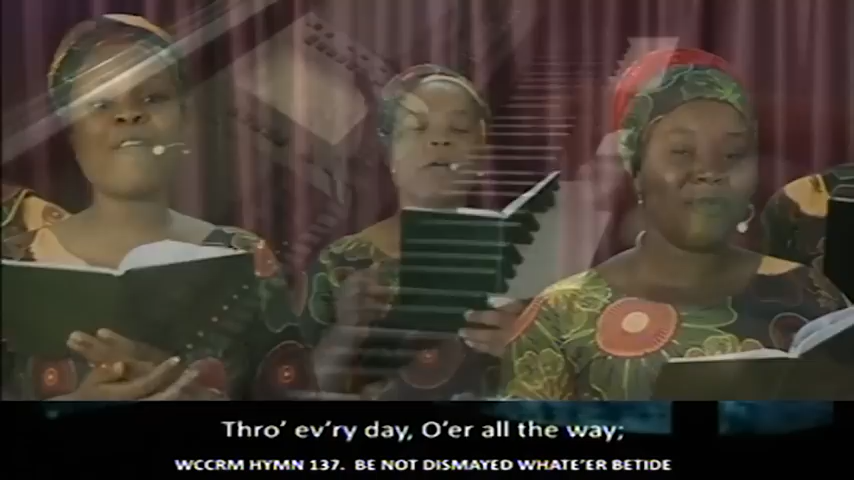 Thro' ev'ry day, O'er all the way;
WCCRM HYMN 137. BE NOT DISMAYED WHATE'ER BETIDE